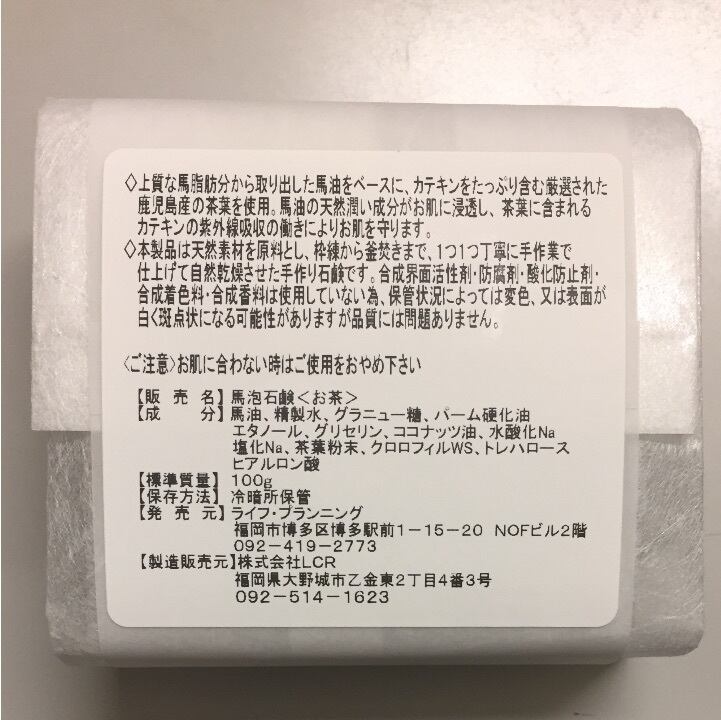 ◇上質な馬脂肪分から取り出した馬油をベースに、カテキンをたっぷり含む厳選された
鹿児島産の茶葉を使用。馬油の天然潤い成分がお肌に浸透し、茶葉に含まれる
カテキンの紫外線吸収の働きによりお肌を守ります。
◇本製品は天然素材を原料とし、枠練から釜焚きまで、1つ1つ丁寧に手作業で
仕上げて自然乾燥させた手作り石鹸です。合成界面活性剤・防腐剤・酸化防止剤・
合成着色料・合成香料は使用していない為、保管状況によっては変色、又は表面が
白く斑点状になる可能性がありますが品質には問題ありません。
<ご注意>お肌に合わない時はご使用をおやめ下さい
【販 売 名】馬泡石鹸<お茶>
【成 分】馬油、精製水、グラニュー糖、パーム硬化油
エタノール、グリセリン、ココナッツ油、水酸化Na
塩化Na、茶葉粉末、クロロフィルWS、トレハロース
ヒアルロン酸
【標準質量】100g
【保存方法】冷暗所保管
【発 売 元】ライフ・プランニング
福岡市博多区博多駅前1-15-20 NOFビル2階
092-419-2773
【製造販売元】株式会社LCR
福岡県大野城市乙金東2丁目4番3号
092-514-1623